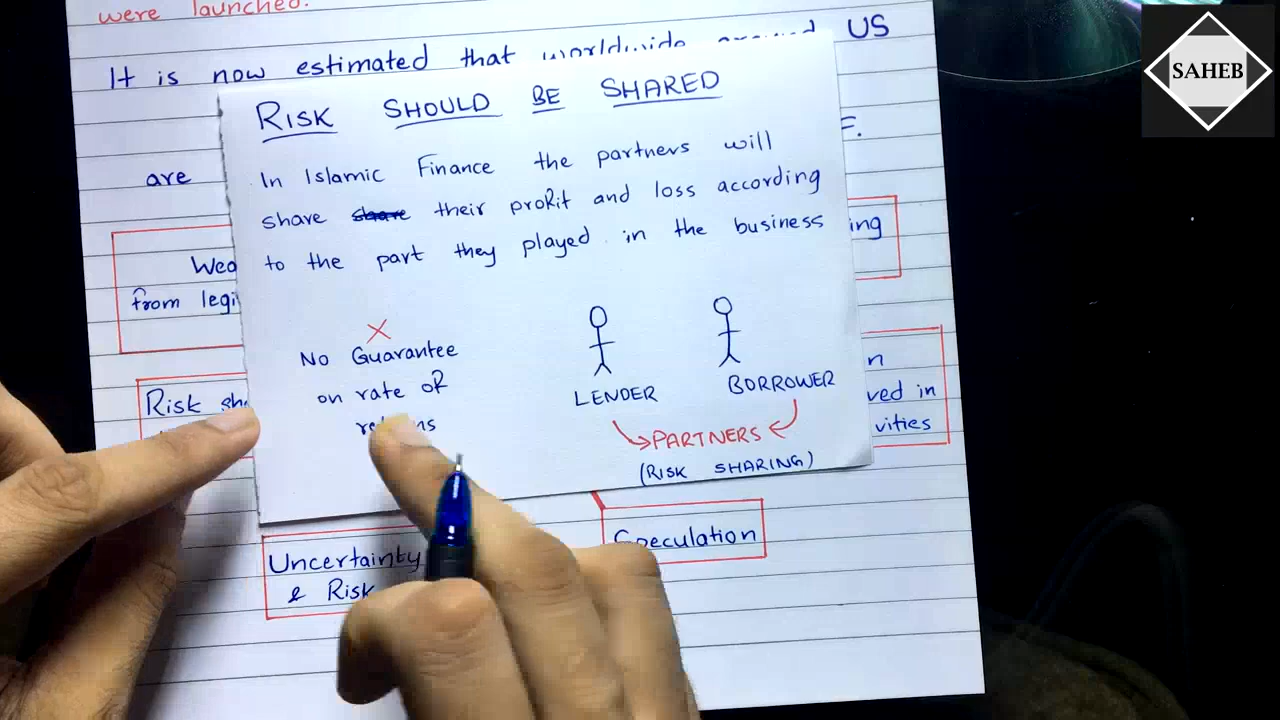 were launched.
It is now estimated that worldwide around US
are
F.
RISK SHOULD BE SHARED
In Islamic Finance the partners will
share share their profit and loss according
to the part they played in the business
ing
from legi
X
No Guarantee
on rate of
LENDER
BORROWER
PARTNERS
(RISK SHARING)
Risk sh
n
ved in
vities
Uncertainty
& Risk
Speculation
SAHEB